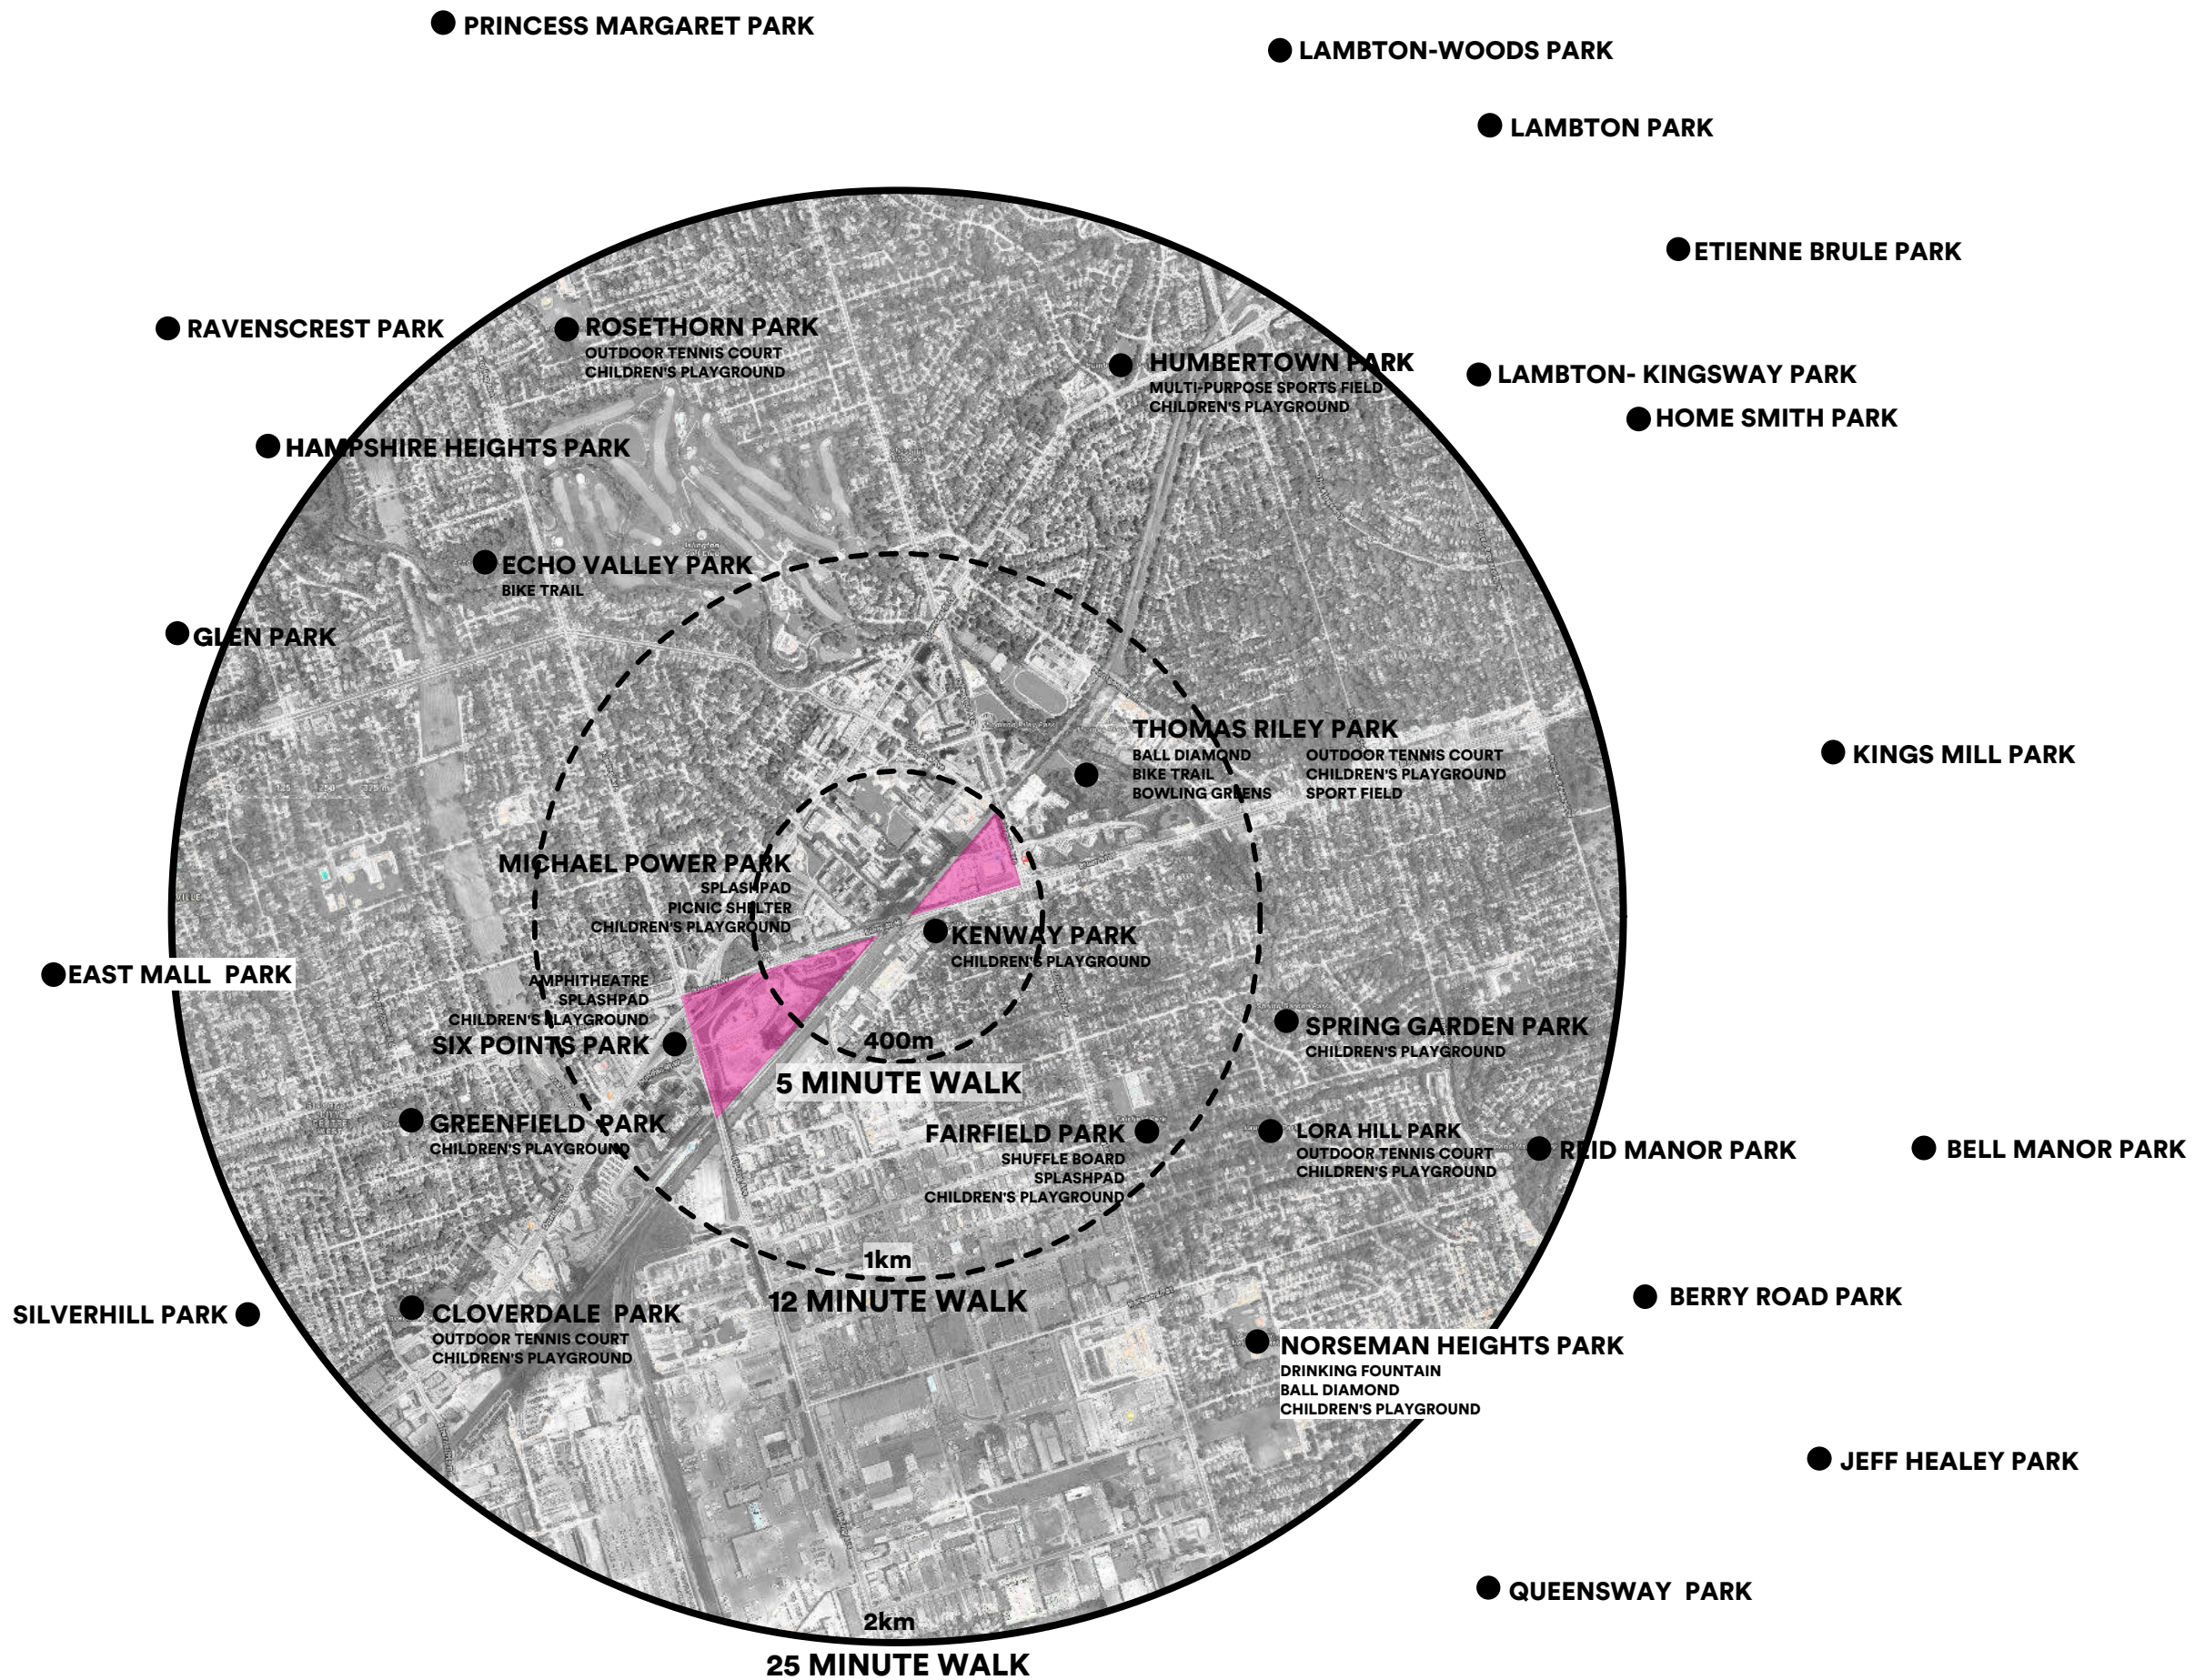 PRINCESS MARGARET PARK
LAMBTON-WOODS PARK
LAMBTON PARK
ETIENNE BRULE PARK
RAVENSCREST PARK
ROSETHORN PARK
OUTDOOR TENNIS COURT
CHILDREN'S PLAYGROUND
HUMBERTOWN PARK
MULTI-PURPOSE SPORTS FIELD
CHILDREN'S PLAYGROUND
LAMBTON- KINGSWAY PARK
HOME SMITH PARK
HAMPSHIRE HEIGHTS PARK
ECHO VALLEY PARK
BIKE TRAIL
GLEN PARK
THOMAS RILEY PARK
BALL DIAMOND
BIKE TRAIL
BOWLING GREENS
OUTDOOR TENNIS COURT
CHILDREN'S PLAYGROUND
SPORT FIELD
KINGS MILL PARK
MICHAEL POWER PARK
SPLASHPAD
PICNIC SHELTER
CHILDREN'S PLAYGROUND
KENWAY PARK
CHILDREN'S PLAYGROUND
EAST MALL  PARK
AMPHITHEATRE
SPLASHPAD
CHILDREN'S PLAYGROUND
SIX POINTS PARK
400m
5 MINUTE WALK
SPRING GARDEN PARK
CHILDREN'S PLAYGROUND
GREENFIELD  PARK
CHILDREN'S PLAYGROUND
FAIRFIELD PARK
SHUFFLE BOARD
SPLASHPAD
CHILDREN'S PLAYGROUND
LORA HILL PARK
OUTDOOR TENNIS COURT
CHILDREN'S PLAYGROUND
REID MANOR PARK
BELL MANOR PARK
1km
12 MINUTE WALK
BERRY ROAD PARK
SILVERHILL PARK
CLOVERDALE  PARK
OUTDOOR TENNIS COURT
CHILDREN'S PLAYGROUND
NORSEMAN HEIGHTS PARK
DRINKING FOUNTAIN
BALL DIAMOND
CHILDREN'S PLAYGROUND
JEFF HEALEY PARK
QUEENSWAY  PARK
2km
25 MINUTE WALK